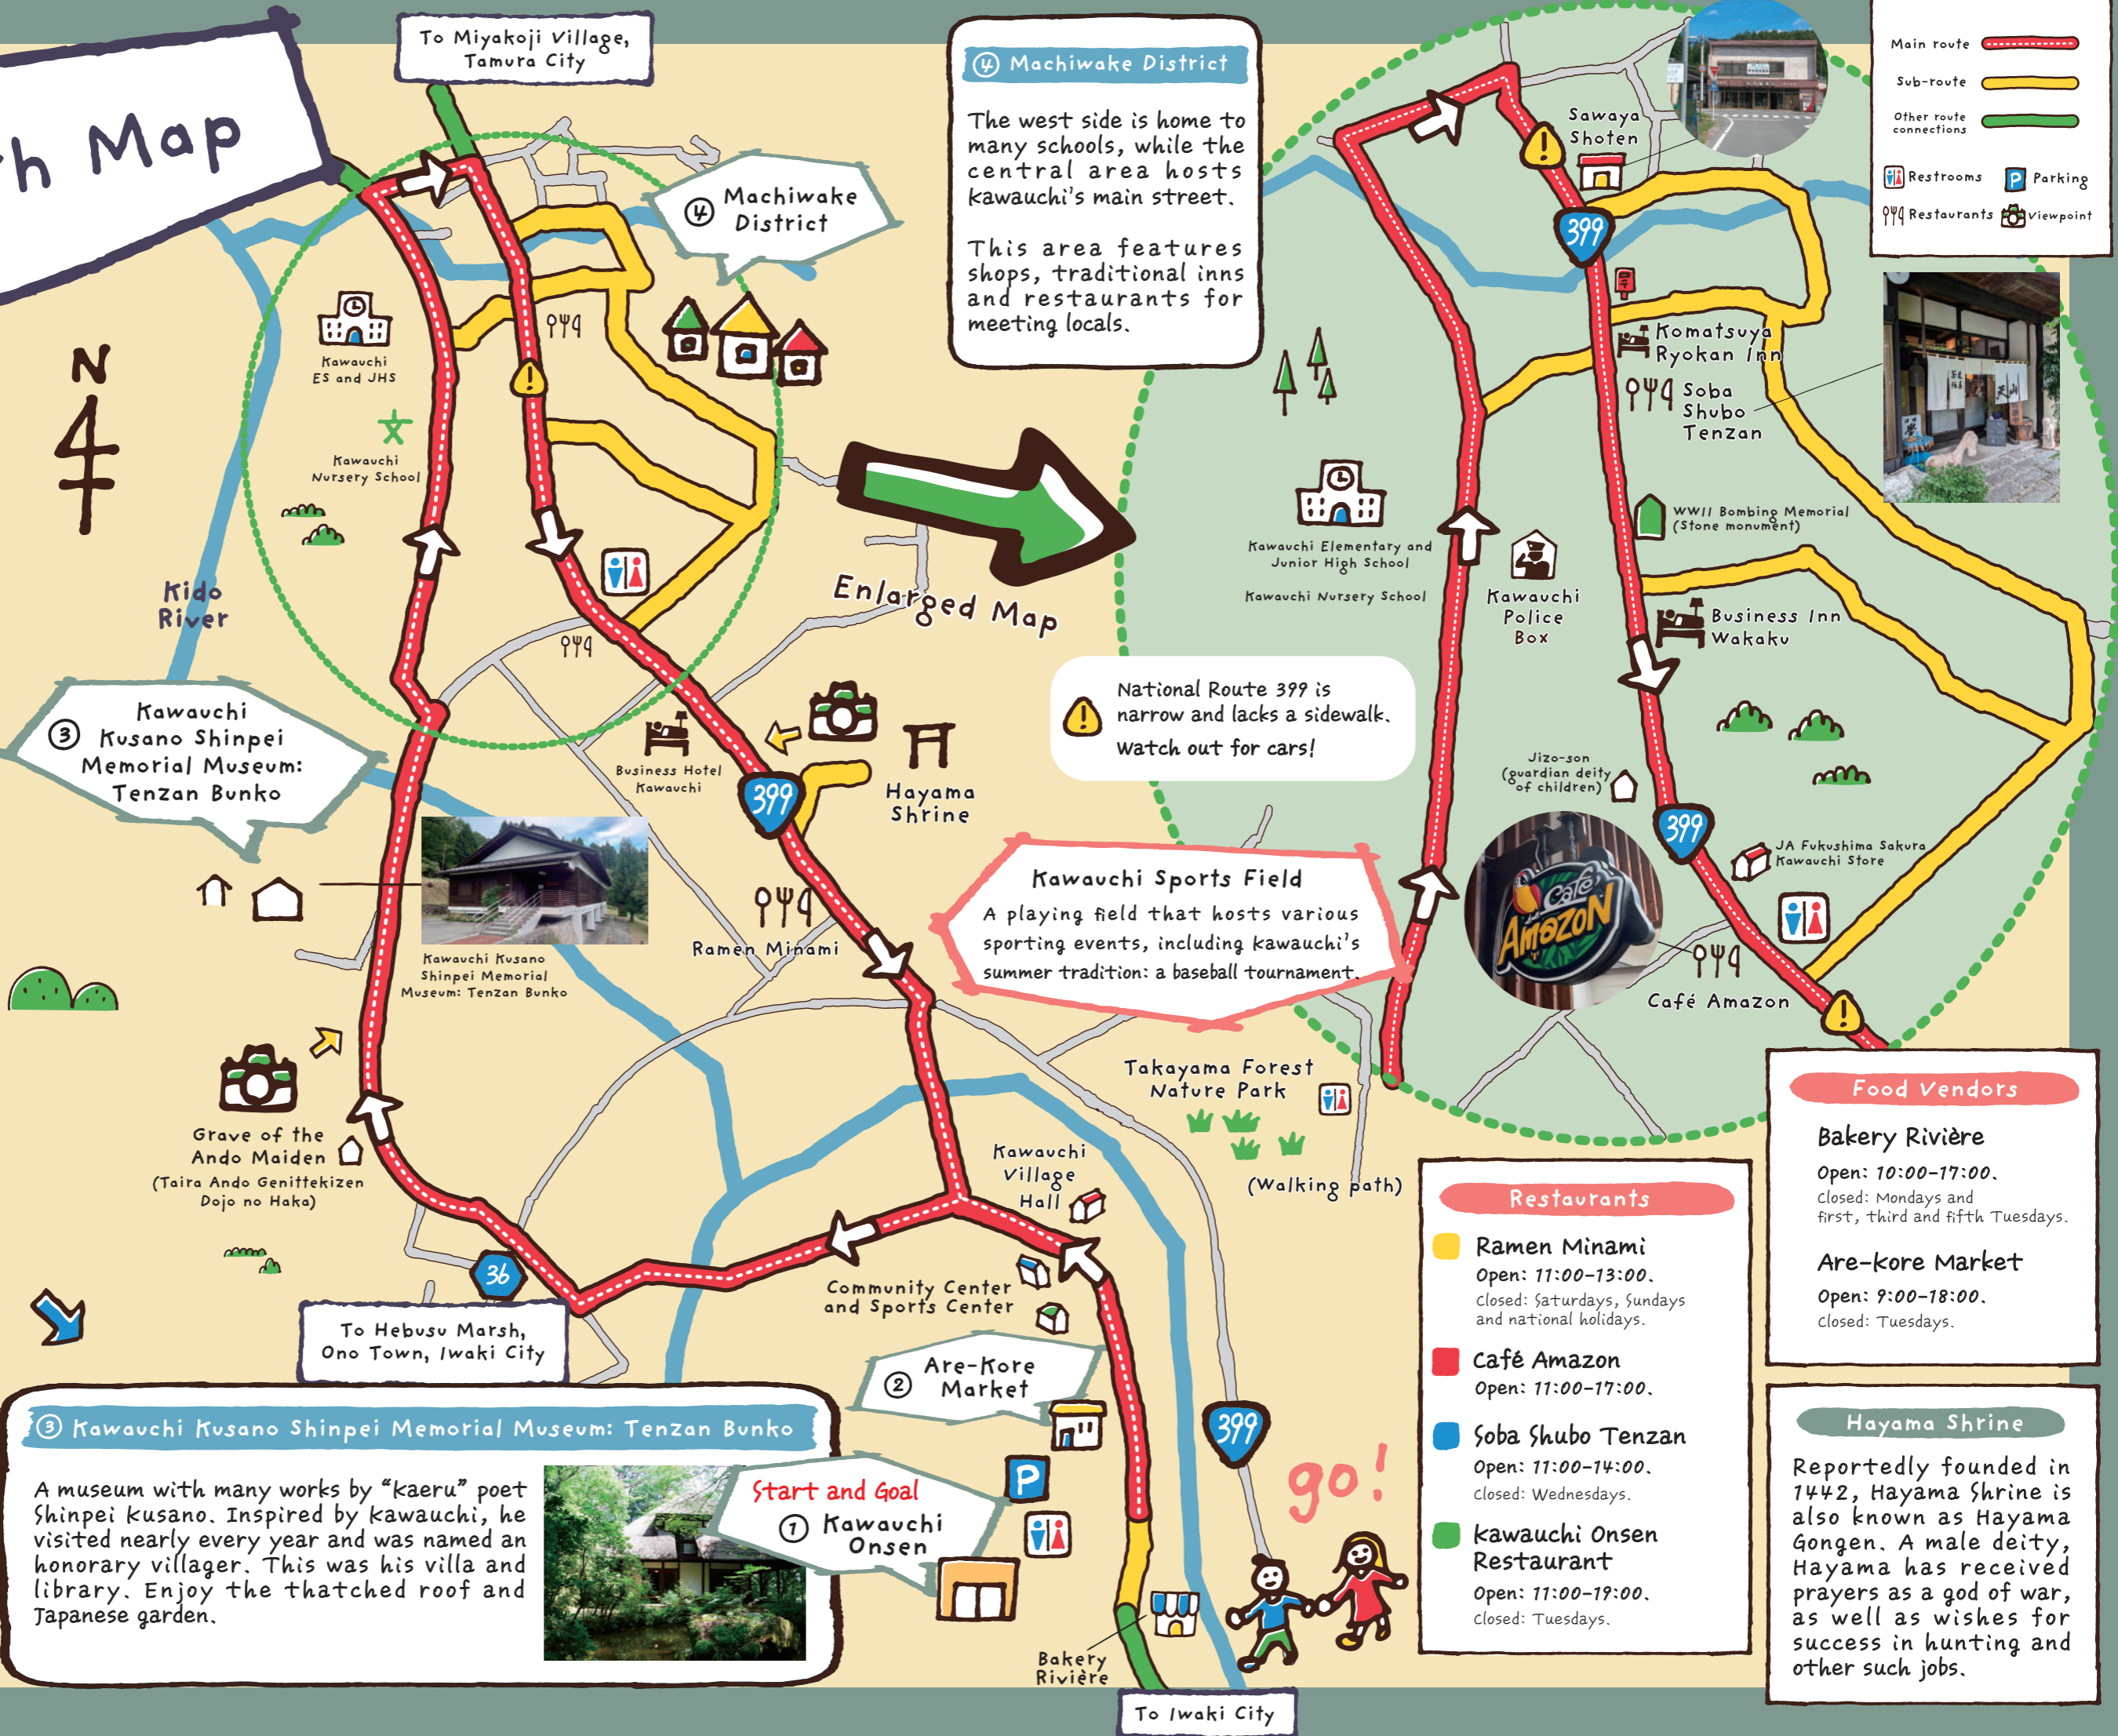 h Map
To Miyakoji Village,
Tamura City
④ Machiwake District
The west side is home to
many schools, while the
central area hosts
Kawauchi's main street.
This area features
shops, traditional inns
and restaurants for
meeting locals.
Main route
Sub-route
Other route
connections
Restrooms
P Parking
Restaurants
Viewpoint
④ Machiwake
District
Kawauchi
ES and JHS
Kawauchi
Nursery School
N
Kido
River
Enlarged Map
Sawaya
Shoten
399
Komatsuya
Ryokan Inn
Soba
Shubo
Tenzan
WWII Bombing Memorial
(Stone monument)
Kawauchi Elementary and
Junior High School
Kawauchi Nursery School
Kawauchi
Police
Box
Business Inn
Wakaku
! National Route 399 is
narrow and lacks a sidewalk.
Watch out for cars!
Jizo-son
(guardian deity
of children)
399
JA Fukushima Sakura
Kawauchi Store
Café
Amazon
Café Amazon
③ Kawauchi
Kusano Shinpei
Memorial Museum:
Tenzan Bunko
Business Hotel
Kawauchi
399
Hayama
Shrine
Kawauchi Sports Field
A playing field that hosts various
sporting events, including Kawauchi's
summer tradition: a baseball tournament.
Ramen Minami
Kawauchi Kusano
Shinpei Memorial
Museum: Tenzan Bunko
Grave of the
Ando Maiden
(Taira Ando Genittekizen
Dojo no Haka)
Takayama Forest
Nature Park
(Walking path)
Kawauchi
Village
Hall
36
To Hebusu Marsh,
Ono Town, Iwaki City
Community Center
and Sports Center
② Are-Kore
Market
399
P
Start and Goal
① Kawauchi
Onsen
go!
Bakery
Rivière
To Iwaki City
③ Kawauchi Kusano Shinpei Memorial Museum: Tenzan Bunko
A museum with many works by “kaeru” poet
Shinpei Kusano. Inspired by Kawauchi, he
visited nearly every year and was named an
honorary villager. This was his villa and
library. Enjoy the thatched roof and
Japanese garden.
Restaurants
Ramen Minami
Open: 11:00-13:00.
Closed: Saturdays, Sundays
and national holidays.
Café Amazon
Open: 11:00-17:00.
Soba Shubo Tenzan
Open: 11:00-14:00.
Closed: Wednesdays.
Kawauchi Onsen
Restaurant
Open: 11:00-19:00.
Closed: Tuesdays.
Food Vendors
Bakery Rivière
Open: 10:00-17:00.
Closed: Mondays and
first, third and fifth Tuesdays.
Are-kore Market
Open: 9:00-18:00.
Closed: Tuesdays.
Hayama Shrine
Reportedly founded in
1442, Hayama Shrine is
also known as Hayama
Gongen. A male deity,
Hayama has received
prayers as a god of war,
as well as wishes for
success in hunting and
other such jobs.